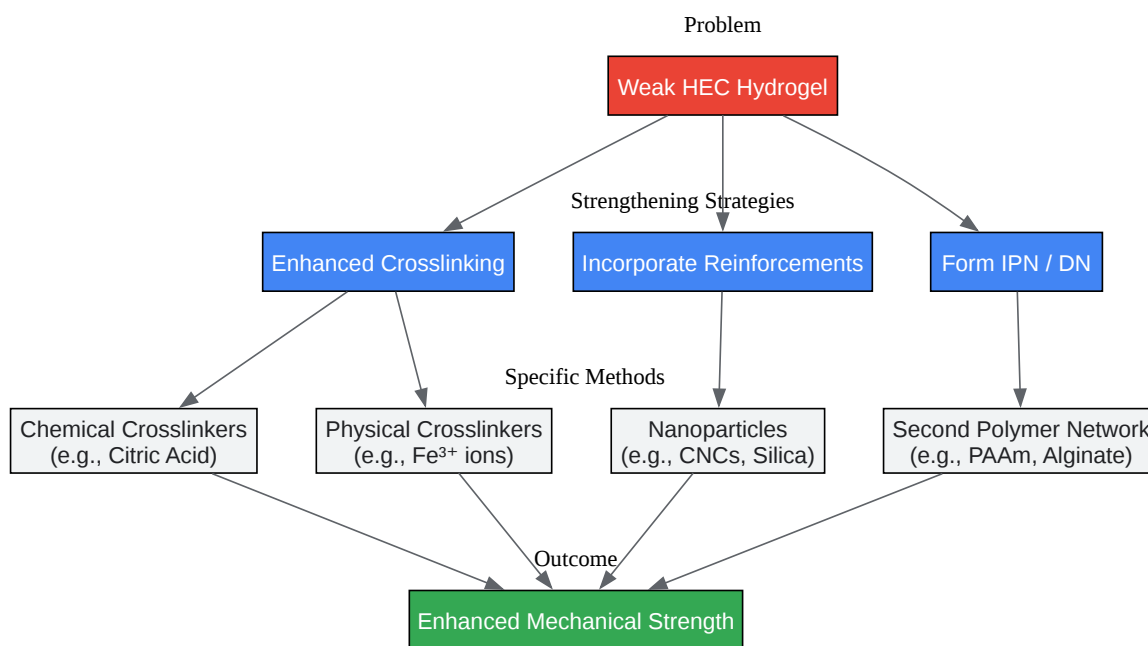 Problem
Weak HEC Hydrogel
Strengthening Strategies
Enhanced Crosslinking
Incorporate Reinforcements
Form IPN / DN
Specific Methods
Chemical Crosslinkers
(e.g., Citric Acid)
Physical Crosslinkers
(e.g., Fe³⁺ ions)
Nanoparticles
(e.g., CNCs, Silica)
Second Polymer Network
(e.g., PAAm, Alginate)
Outcome
Enhanced Mechanical Strength